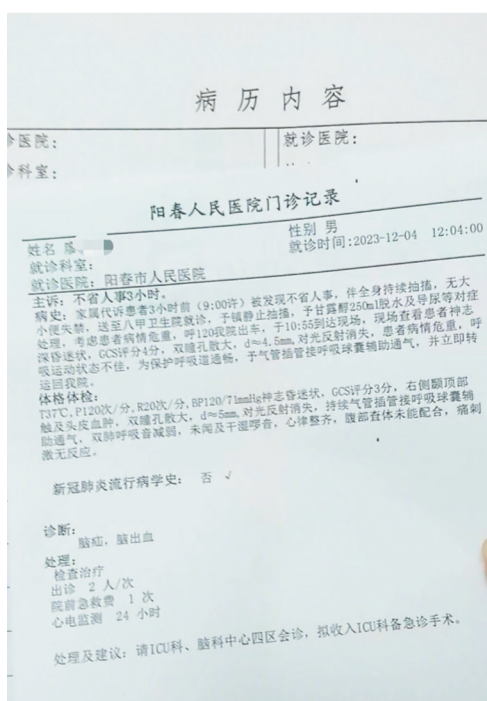 病 历 内 容
诊医院：
就诊医院：
诊科室：
阳春人民医院门诊记录
姓名 陈
性别 男
就诊科室：
就诊时间:2023-12-04 12:04:00
就诊医院：阳春市人民医院
主诉：不省人事3小时。
病史：家属代诉患者3小时前（9:00许）被发现不省人事，伴全身持续抽搐，无大
小便失禁，送至八甲卫生院就诊，予镇静止抽搐，予甘露醇250ml脱水及导尿等对症
处理，考虑患者病情危重，呼120我院出车，于10:55到达现场，现场查看患者神志
深昏迷状，GCS评分4分，双瞳孔散大，d≈4.5mm,对光反射消失，患者病情危重，呼
吸运动状态不佳，为保护呼吸道通畅，予气管插管接呼吸球囊辅助通气，并立即转
运回我院。
体格体检：
T37℃,P120次/分,R20次/分,BP120/71mmHg神志昏迷状，GCS评分3分，右侧颞顶部
触及头皮血肿，双瞳孔散大，d≈5mm,对光反射消失，持续气管插管接呼吸球囊辅
助通气，双肺呼吸音减弱，未闻及干湿啰音，心律整齐，腹部查体未能配合，痛刺
激无反应。
新冠肺炎流行病学史： 否 √
诊断：
脑疝，脑出血
处理：
检查治疗
出诊 2 人/次
院前急救费 1 次
心电监测 24 小时
处理及建议：请ICU科、脑科中心四区会诊，拟收入ICU科备急诊手术。